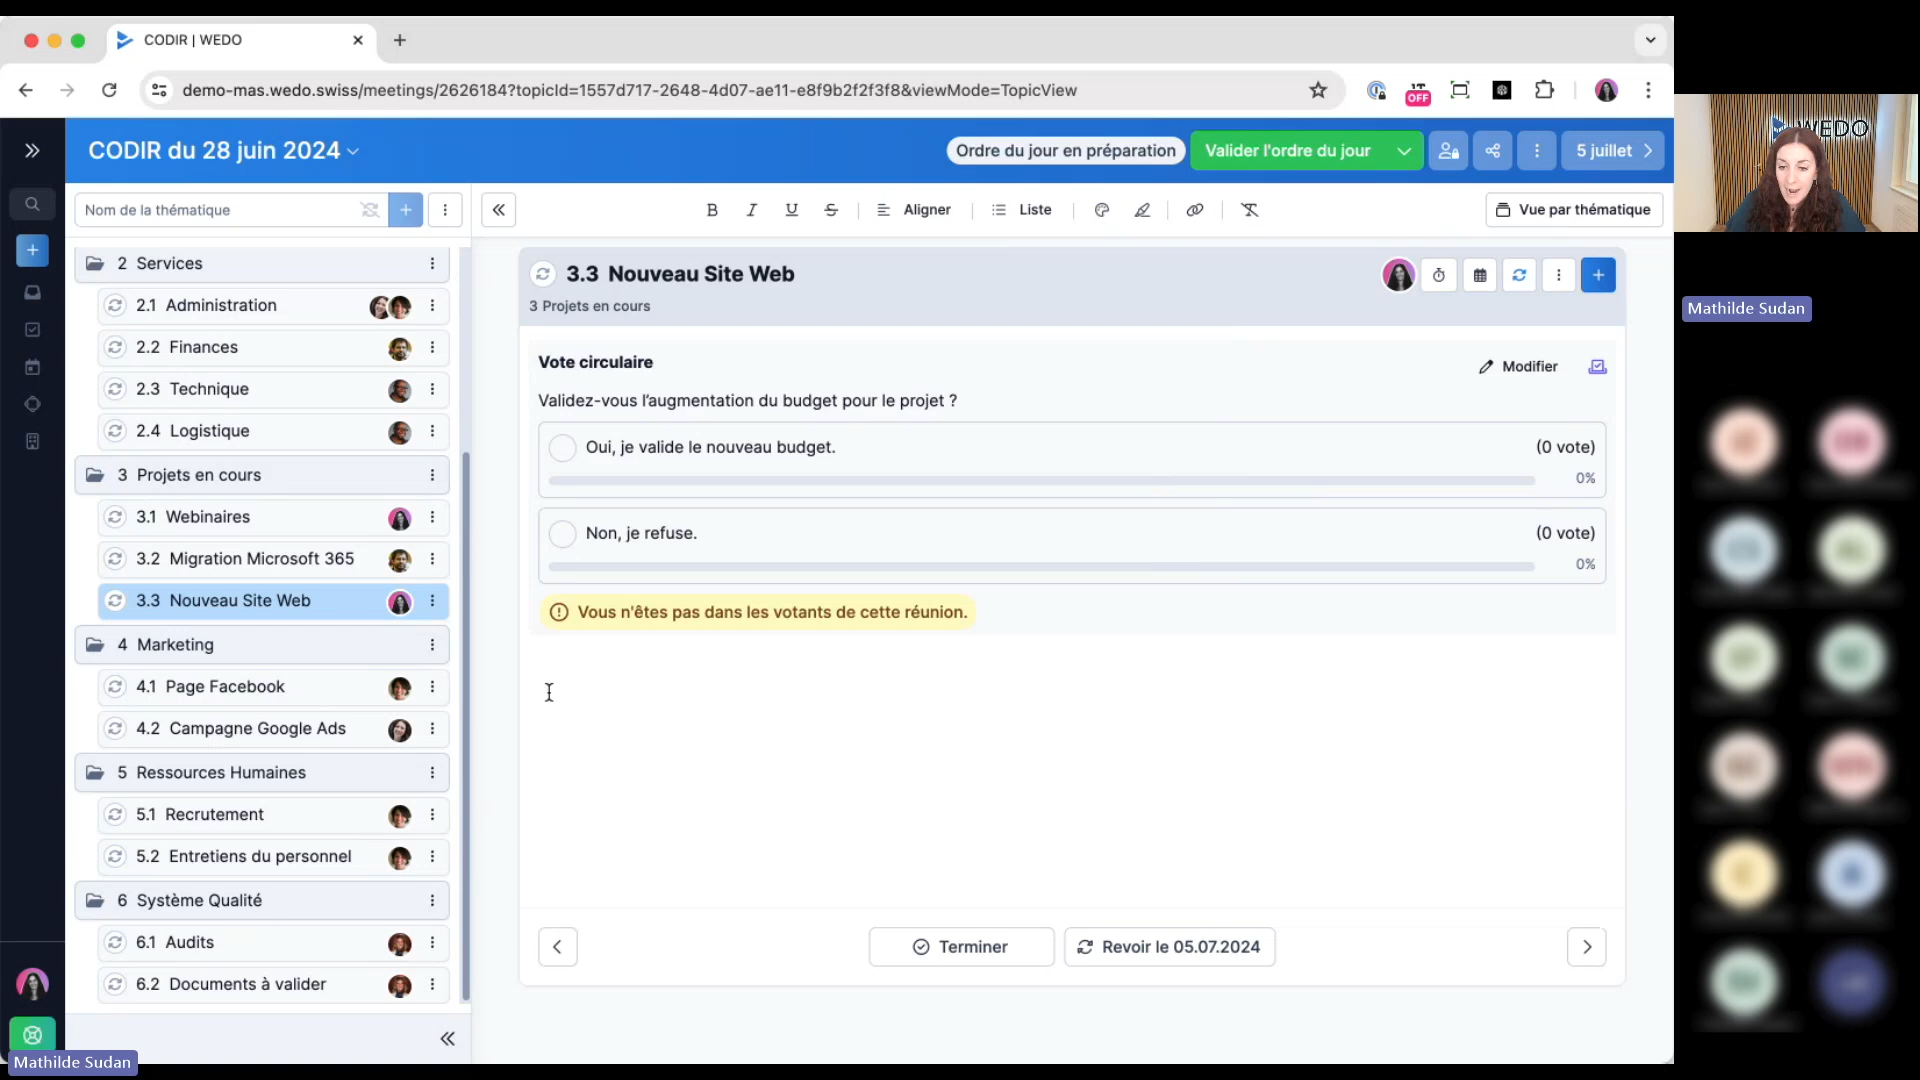 CODIR | WEDO
demo-mas.wedo.swiss/meetings/2626184?topicId=1557d717-2648-4d07-ae11-e8f9b2f2f3f8&viewMode=TopicView
OFF
CODIR du 28 juin 2024
Ordre du jour en préparation
Valider l'ordre du jour
5 juillet
Nom de la thématique
B I U S
Aligner
Liste
Vue par thématique
2 Services
2.1 Administration
2.2 Finances
2.3 Technique
2.4 Logistique
3 Projets en cours
3.1 Webinaires
3.2 Migration Microsoft 365
3.3 Nouveau Site Web
4 Marketing
4.1 Page Facebook
4.2 Campagne Google Ads
5 Ressources Humaines
5.1 Recrutement
5.2 Entretiens du personnel
6 Système Qualité
6.1 Audits
6.2 Documents à valider
3.3 Nouveau Site Web
3 Projets en cours
Vote circulaire
Modifier
Validez-vous l'augmentation du budget pour le projet ?
Oui, je valide le nouveau budget.
(0 vote)
0%
Non, je refuse.
(0 vote)
0%
Vous n'êtes pas dans les votants de cette réunion.
Terminer
Revoir le 05.07.2024
Mathilde Sudan
WEDO
Mathilde Sudan